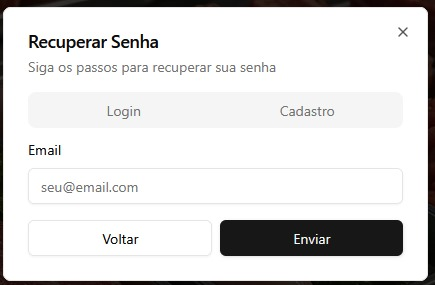 Recuperar Senha
Siga os passos para recuperar sua senha
Login Cadastro
Email
seu@email.com
Voltar Enviar